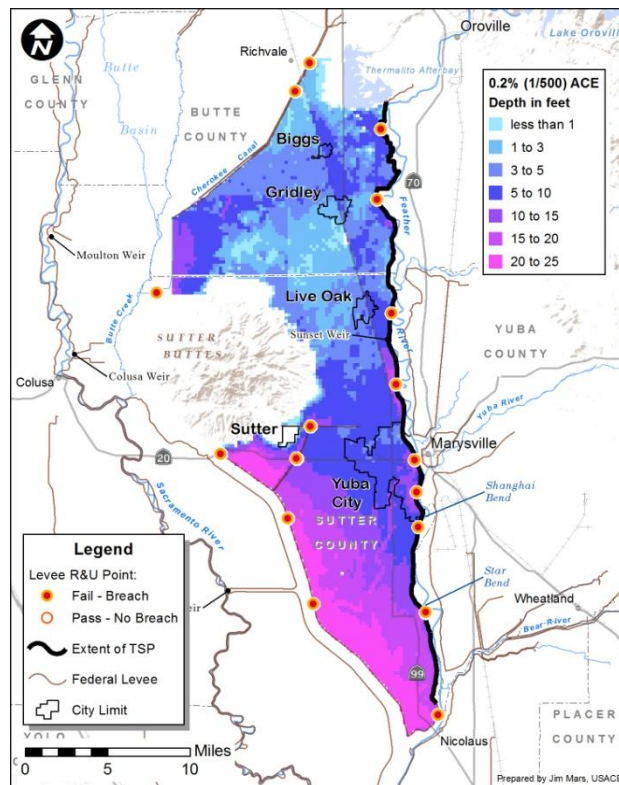 N
Oroville
Lake Oroville
Richvale
Thermalito Afterbay
GLENN
COUNTY
Butte
Basin
BUTTE
COUNTY
0.2% (1/500) ACE
Depth in feet
less than 1
1 to 3
3 to 5
5 to 10
10 to 15
15 to 20
20 to 25
Biggs
Cherokee Canal
Gridley
70
Feather
River
Moulton Weir
Live Oak
Butte Creek
Sunset Weir
SUTTER
BUTTES
YUBA
COUNTY
Colusa Weir
Colusa
Yuba River
Sutter
Marysville
20
Sacramento River
Yuba
City
Shanghai
Bend
SUTTER
COUNTY
Legend
Levee R&U Point:
Fail - Breach
Pass - No Breach
Extent of TSP
Federal Levee
City Limit
Star
Bend
Wheatland
Bear River
99
PLACER
COUNTY
Nicolaus
Miles
0 5 10
Prepared by Jim Mars, USACE